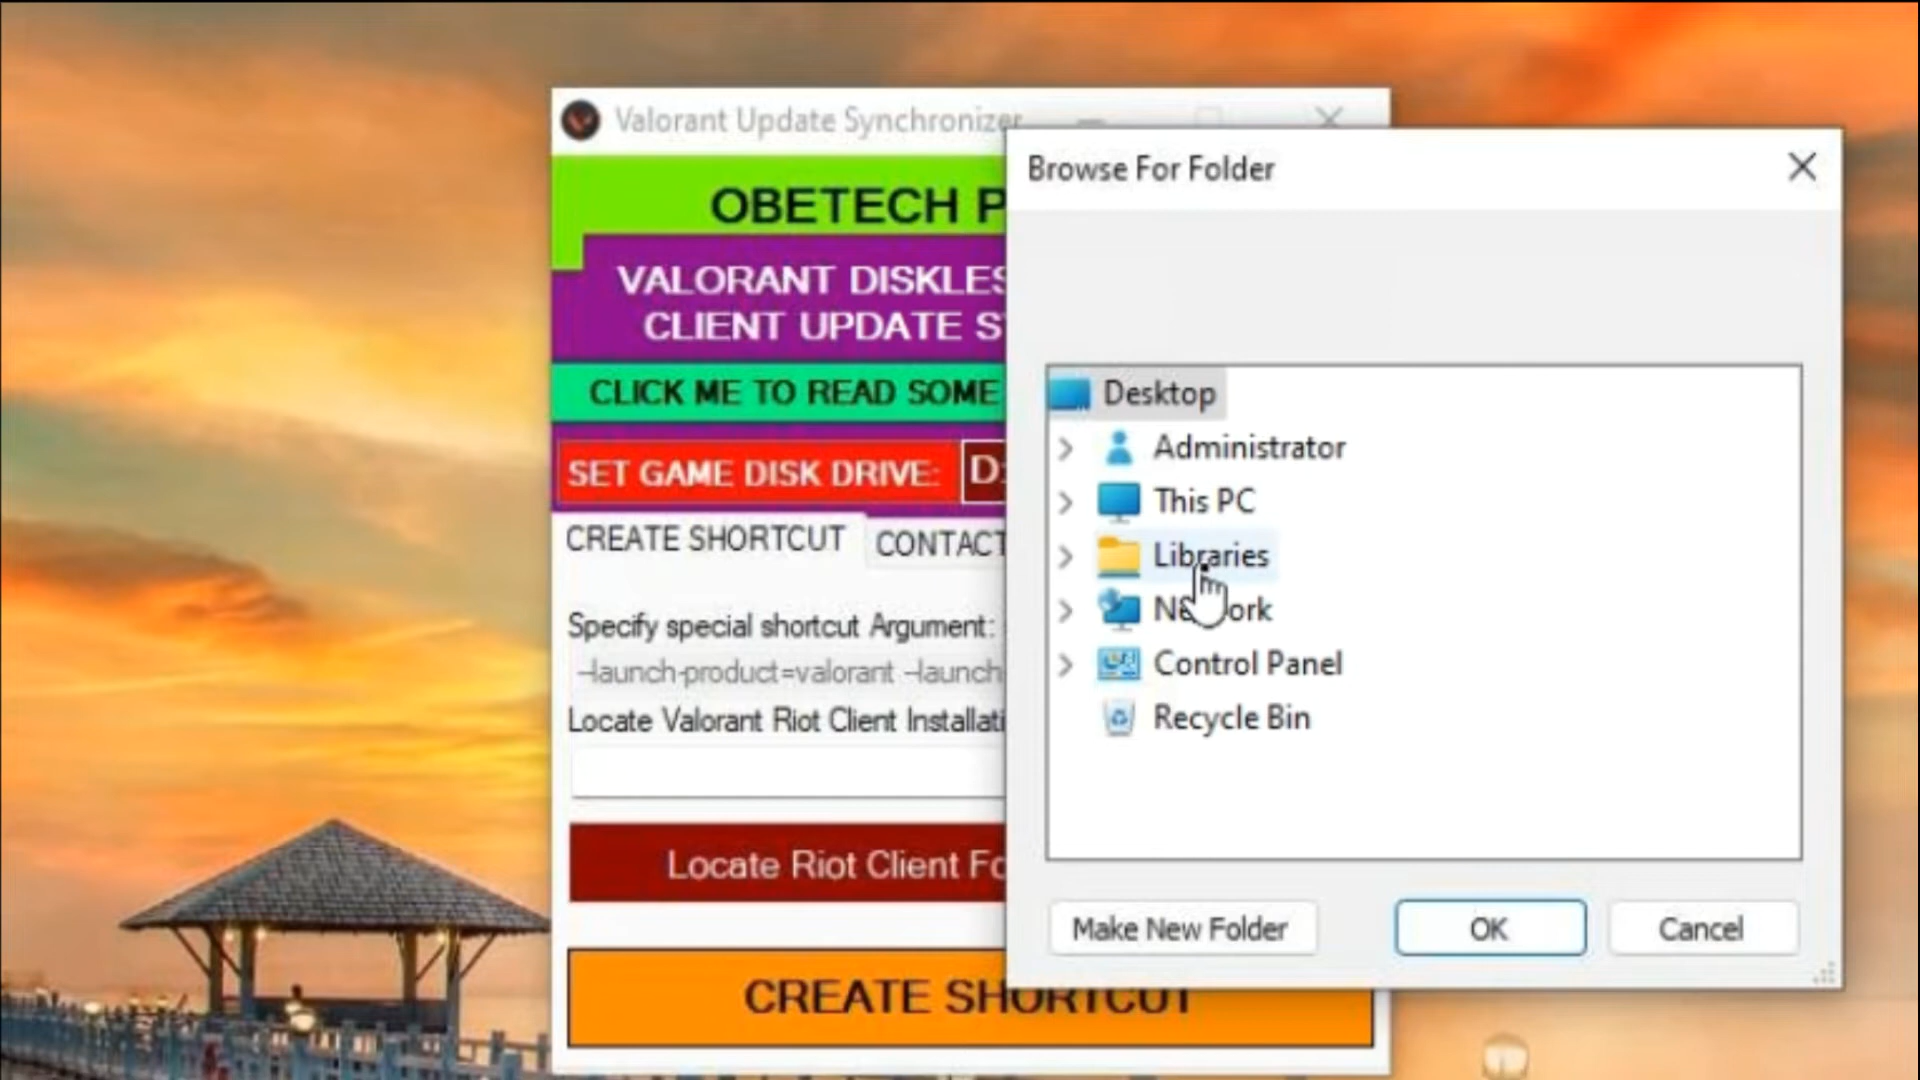 Valorant Update Synchronizer
OBETECH P
VALORANT DISKLES
CLIENT UPDATE S
CLICK ME TO READ SOME
SET GAME DISK DRIVE: D:
CREATE SHORTCUT CONTACT
Specify special shortcut Argument:
--launch-product=valorant --launch-
Locate Valorant Riot Client Installati
Locate Riot Client Fo
CREATE SHORTCUT
Browse For Folder
Desktop
Administrator
This PC
Libraries
Network
Control Panel
Recycle Bin
Make New Folder OK Cancel